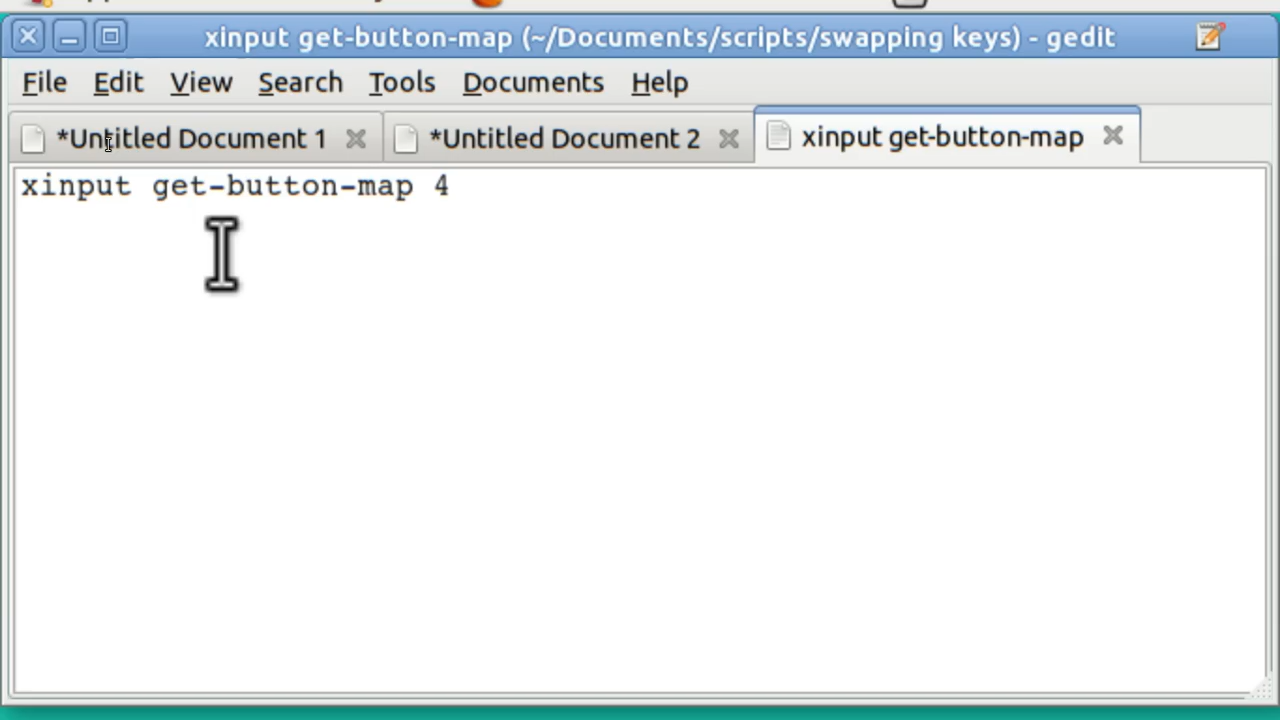 xinput get-button-map (~/Documents/scripts/swapping keys) - gedit
File Edit View Search Tools Documents Help
*Untitled Document 1 *Untitled Document 2 xinput get-button-map
xinput get-button-map 4